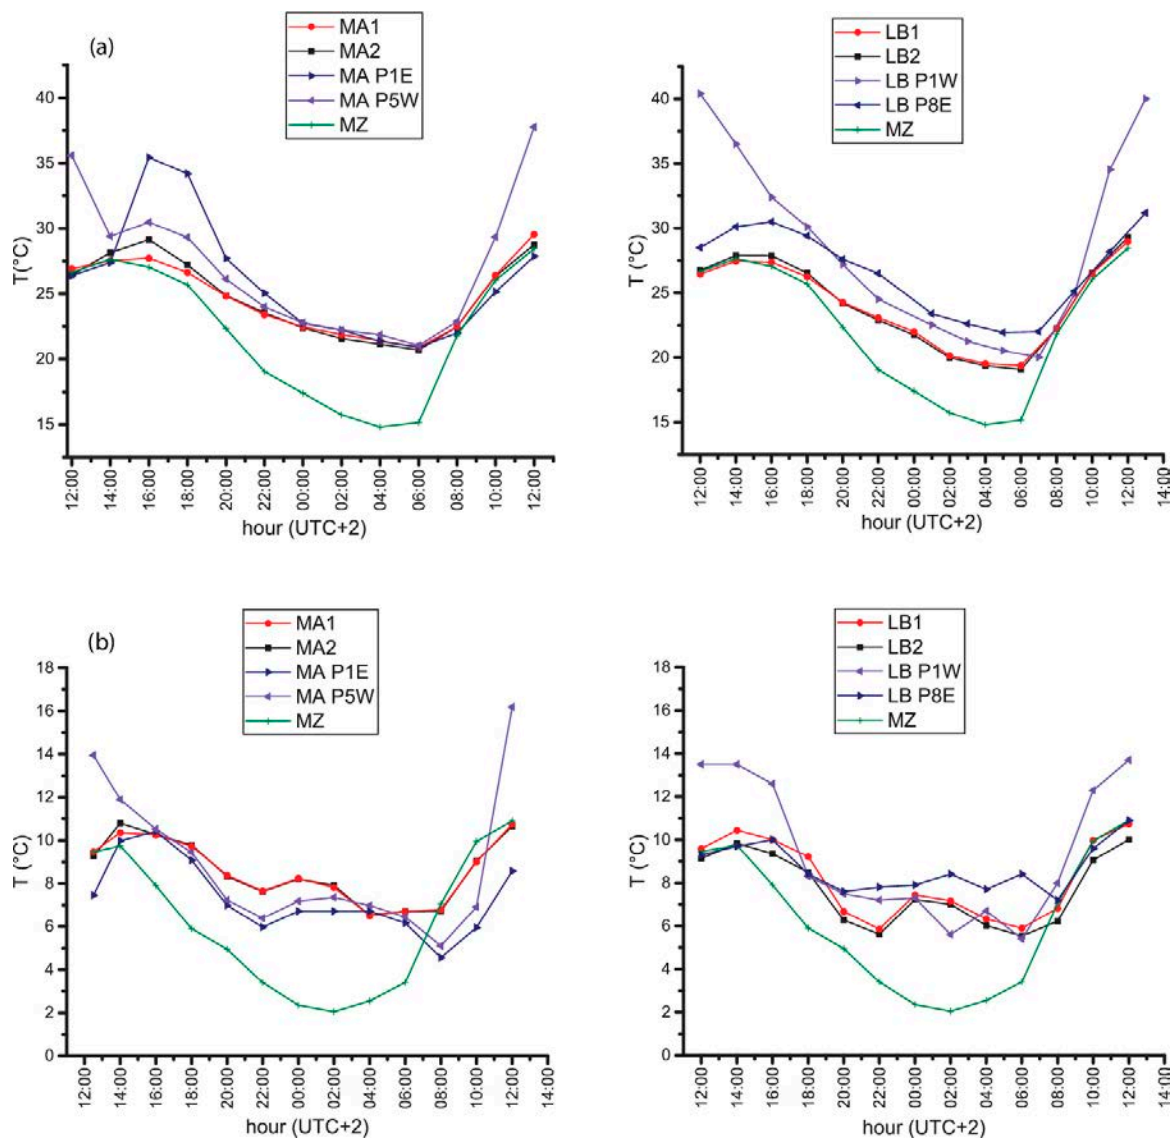 (a)
MA1
MA2
MA P1E
MA P5W
MZ
T(°C)
40
35
30
25
20
15
12:00
14:00
16:00
18:00
20:00
22:00
00:00
02:00
04:00
06:00
08:00
10:00
12:00
hour (UTC+2)
LB1
LB2
LB P1W
LB P8E
MZ
T (°C)
40
35
30
25
20
15
12:00
14:00
16:00
18:00
20:00
22:00
00:00
02:00
04:00
06:00
08:00
10:00
12:00
14:00
hour (UTC+2)
(b)
MA1
MA2
MA P1E
MA P5W
MZ
T (°C)
18
16
14
12
10
8
6
4
2
0
12:00
14:00
16:00
18:00
20:00
22:00
00:00
02:00
04:00
06:00
08:00
10:00
12:00
14:00
hour (UTC+2)
LB1
LB2
LB P1W
LB P8E
MZ
T (°C)
18
16
14
12
10
8
6
4
2
0
12:00
14:00
16:00
18:00
20:00
22:00
00:00
02:00
04:00
06:00
08:00
10:00
12:00
14:00
hour (UTC+2)